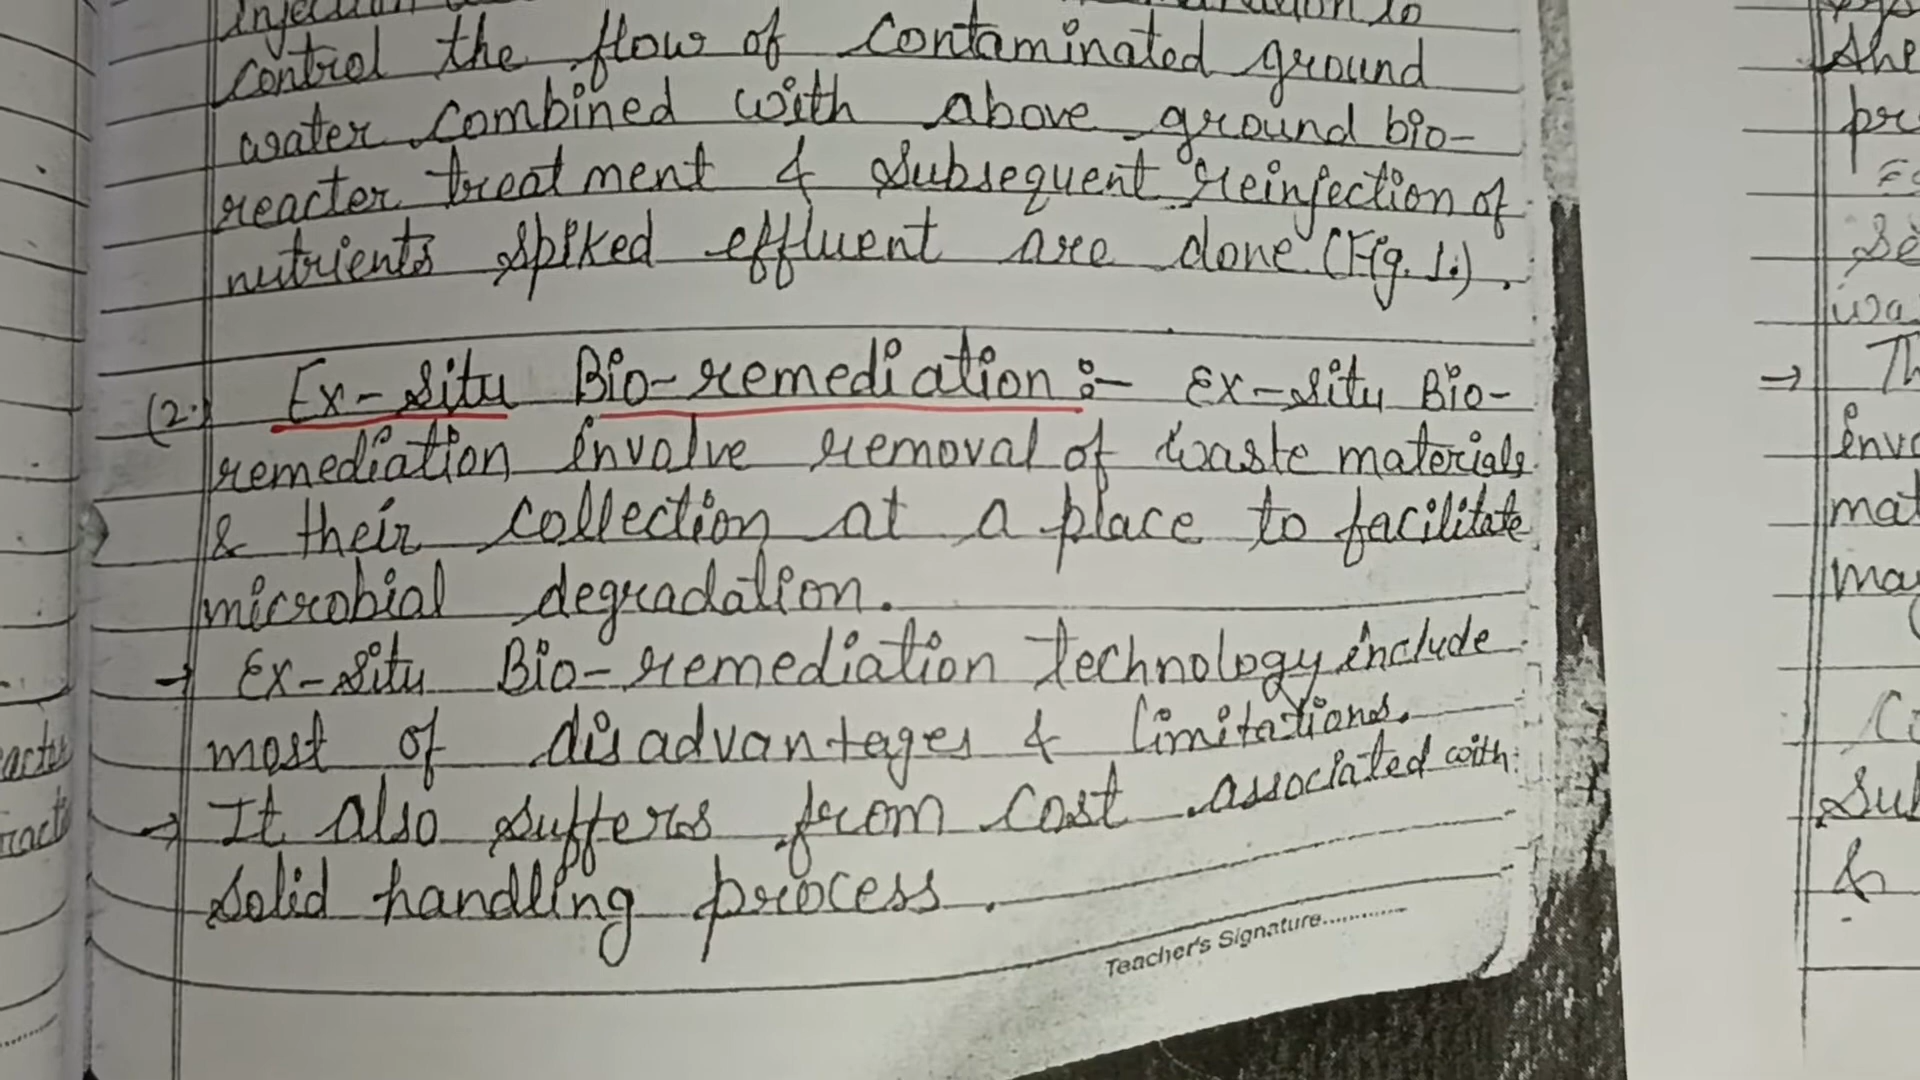 control the flow of contaminated ground
water combined with above ground bio-
reacter treatment & subsequent reinjection of
nutrients spiked effluent are done (Fig. 1.).
(2.) Ex-situ Bio-remediation :- Ex-situ Bio-
remediation involve removal of waste materials
& their collection at a place to facilitate
microbial degradation.
→ Ex-situ Bio-remediation technology include
most of disadvantages & limitations.
→ It also suffers from cost associated with
solid handling process.
Teacher's Signature..............